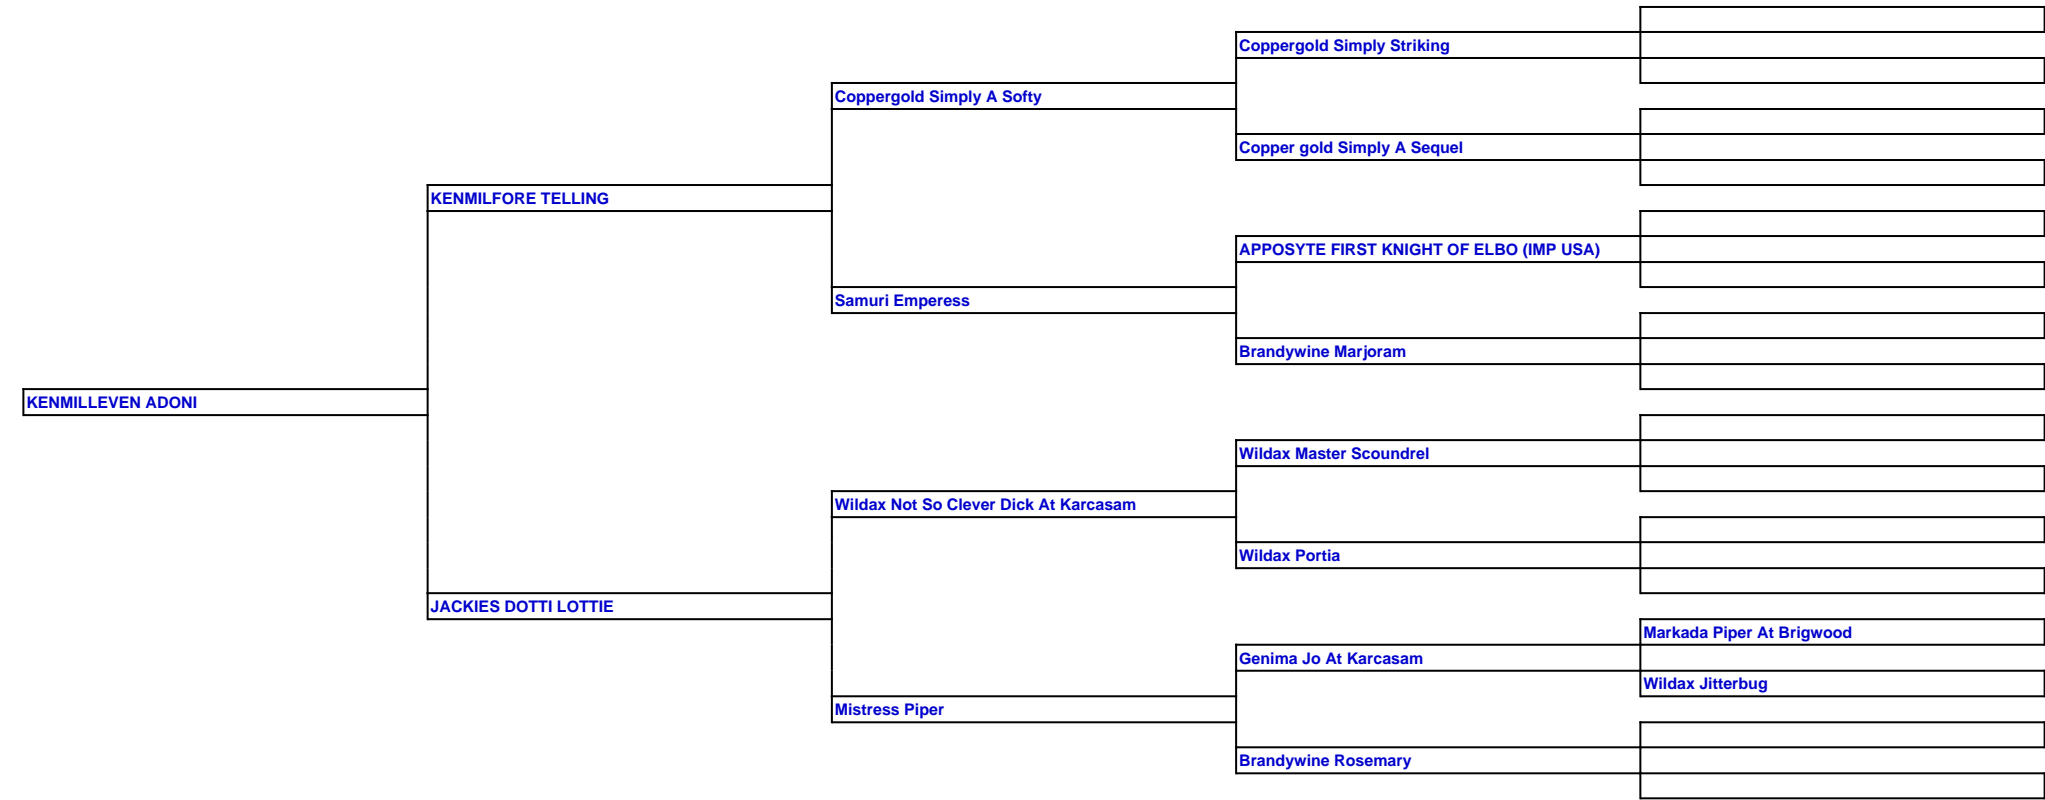 Coppergold Simply Striking
Coppergold Simply A Softy
Copper gold Simply A Sequel
KENMILFORE TELLING
APPOSYTE FIRST KNIGHT OF ELBO (IMP USA)
Samuri Emperess
Brandywine Marjoram
KENMILLEVEN ADONI
Wildax Master Scoundrel
Wildax Not So Clever Dick At Karcasam
Wildax Portia
JACKIES DOTTI LOTTIE
Markada Piper At Brigwood
Genima Jo At Karcasam
Wildax Jitterbug
Mistress Piper
Brandywine Rosemary